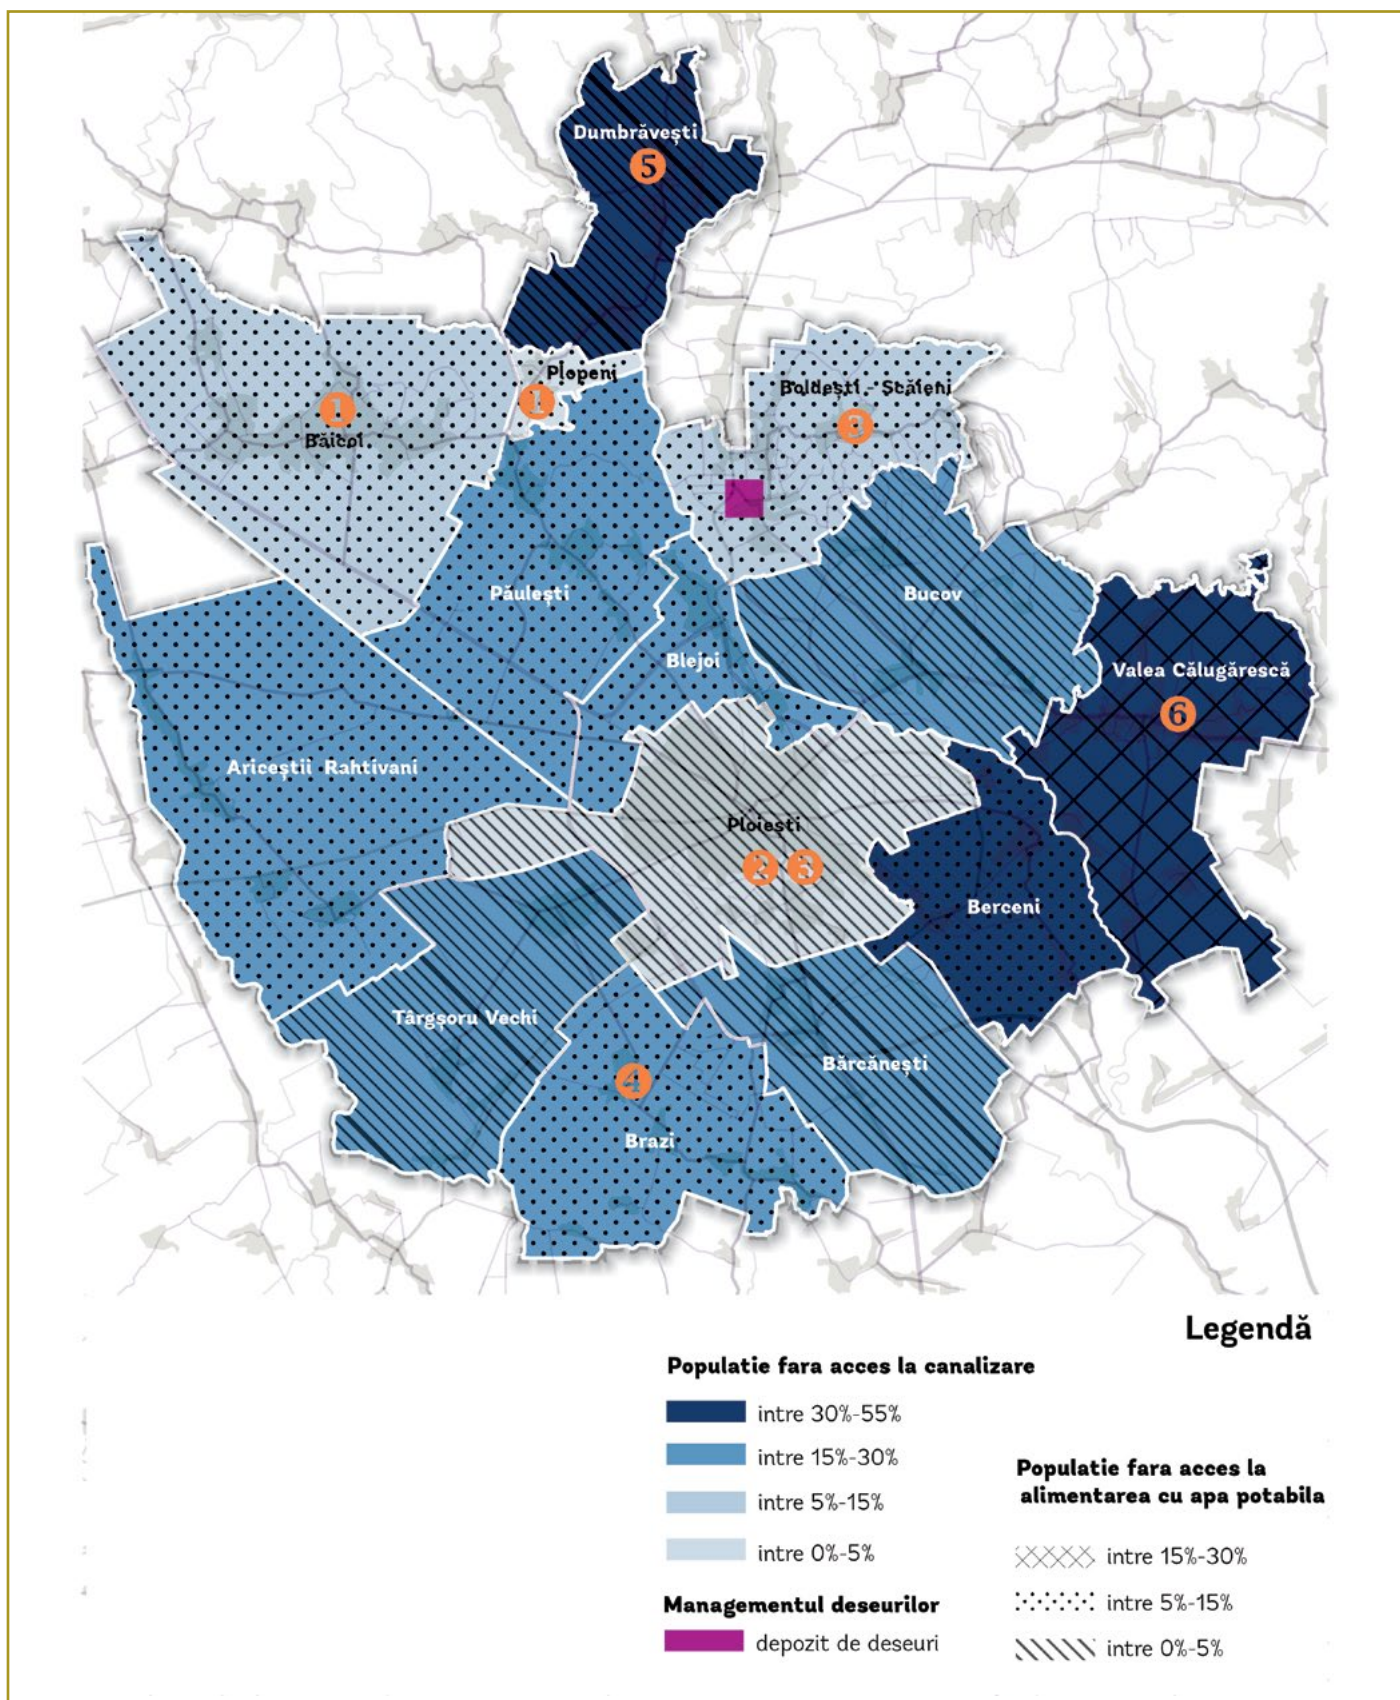 Dumbrăvești
5
Plopeni
1
Boldești - Scăieni
3
1
Băicoi
Păulești
Bucov
Blejoi
Valea Călugărescă
6
Ariceștii Rahtivani
Ploiești
2 3
Berceni
Târgșoru Vechi
Bărcănești
4
Brazi
Legendă
Populatie fara acces la canalizare
intre 30%-55%
intre 15%-30%
intre 5%-15%
intre 0%-5%
Managementul deseurilor
depozit de deseuri
Populatie fara acces la
alimentarea cu apa potabila
intre 15%-30%
intre 5%-15%
intre 0%-5%